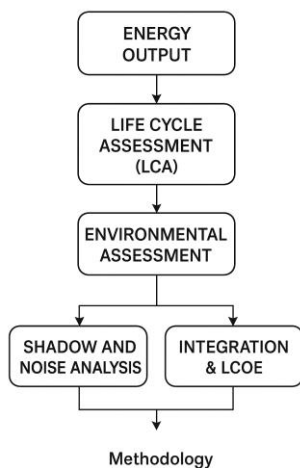 ENERGY
OUTPUT
LIFE CYCLE
ASSESSMENT
(LCA)
ENVIRONMENTAL
ASSESSMENT
SHADOW AND
NOISE ANALYSIS
INTEGRATION
& LCOE
Methodology